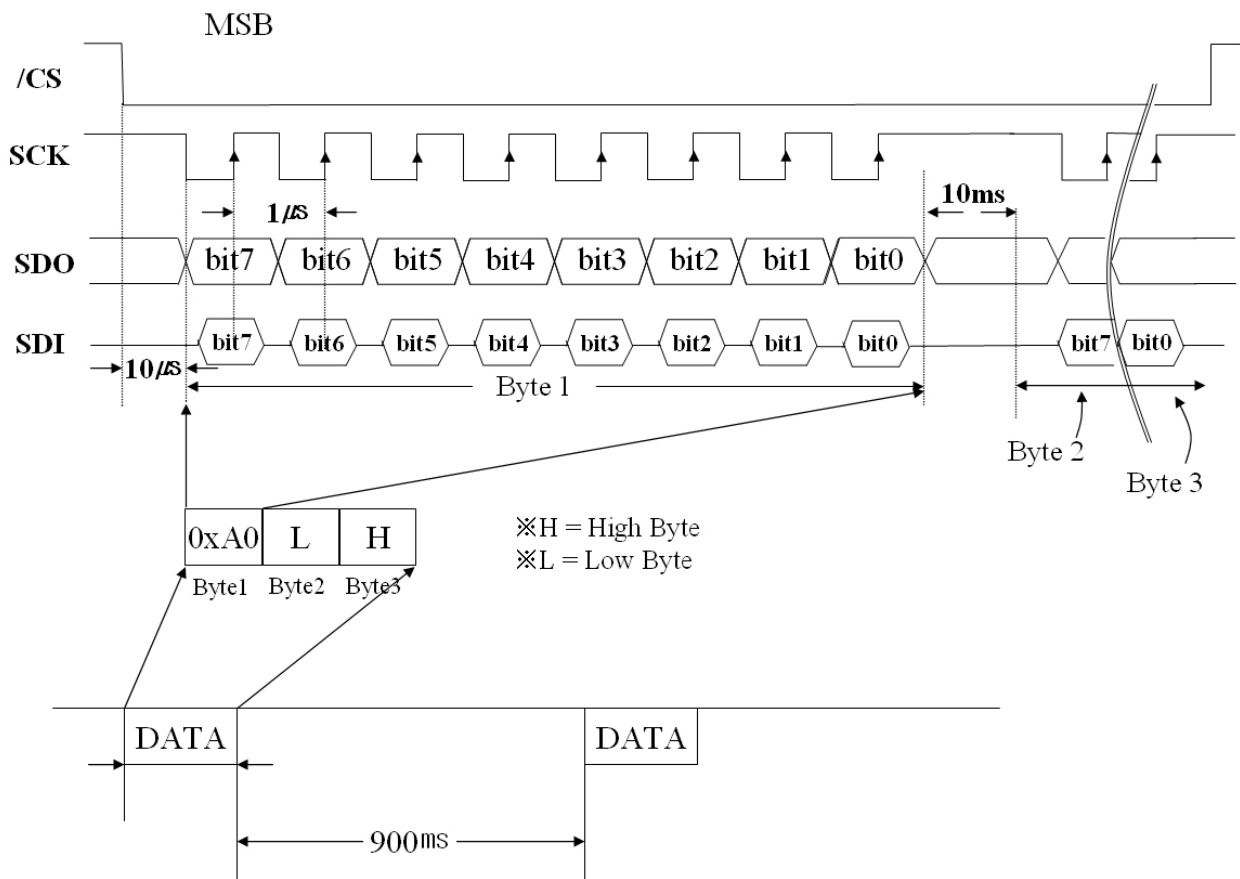 MSB
/CS
SCK
1㎲
10ms
SDO
bit7 bit6 bit5 bit4 bit3 bit2 bit1 bit0
SDI
bit7 bit6 bit5 bit4 bit3 bit2 bit1 bit0 bit7 bit0
10㎲
Byte 1
Byte 2
Byte 3
0xA0 L H
Byte1 Byte2 Byte3
※H = High Byte
※L = Low Byte
DATA DATA
900㎳